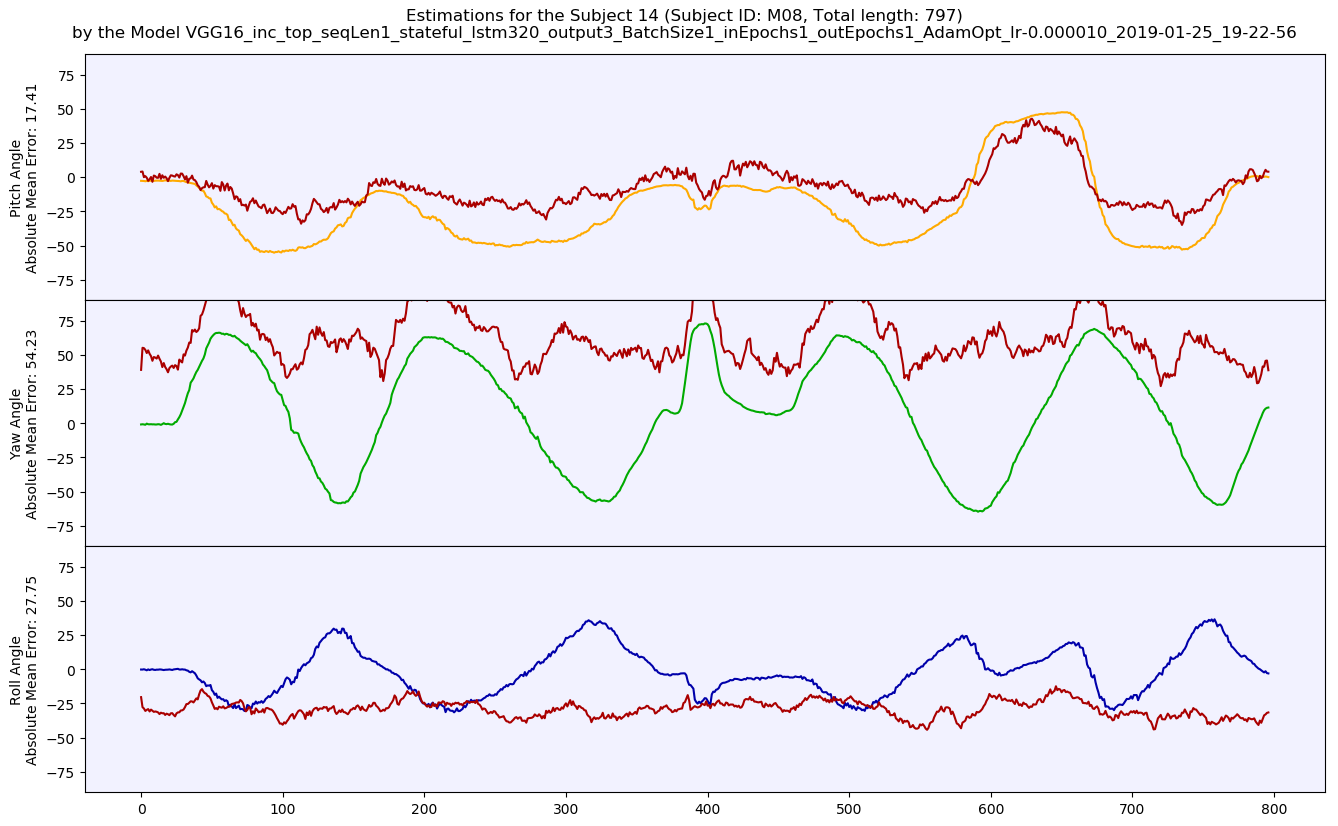 Estimations for the Subject 14 (Subject ID: M08, Total length: 797)
by the Model VGG16_inc_top_seqLen1_stateful_lstm320_output3_BatchSize1_inEpochs1_outEpochs1_AdamOpt_lr-0.000010_2019-01-25_19-22-56
Pitch Angle
Absolute Mean Error: 17.41
75
50
25
0
−25
−50
−75
Yaw Angle
Absolute Mean Error: 54.23
75
50
25
0
−25
−50
−75
Roll Angle
Absolute Mean Error: 27.75
75
50
25
0
−25
−50
−75
0 100 200 300 400 500 600 700 800